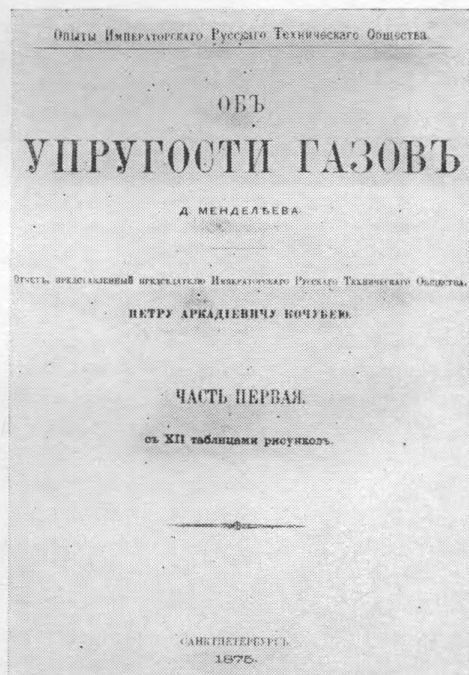 Опыты Императорскаго Русскаго Техническаго Общества.
ОБЪ
УПРУГОСТИ ГАЗОВЪ
Д. МЕНДЕЛѢЕВА.
Отчетъ, представленный предсѣдателю Императорскаго Русскаго Техническаго Общества,
ПЕТРУ АРКАДІЕВИЧУ КОЧУБЕЮ.
ЧАСТЬ ПЕРВАЯ.
съ XII таблицами рисунковъ.
САНКТПЕТЕРБУРГЪ.
1875.